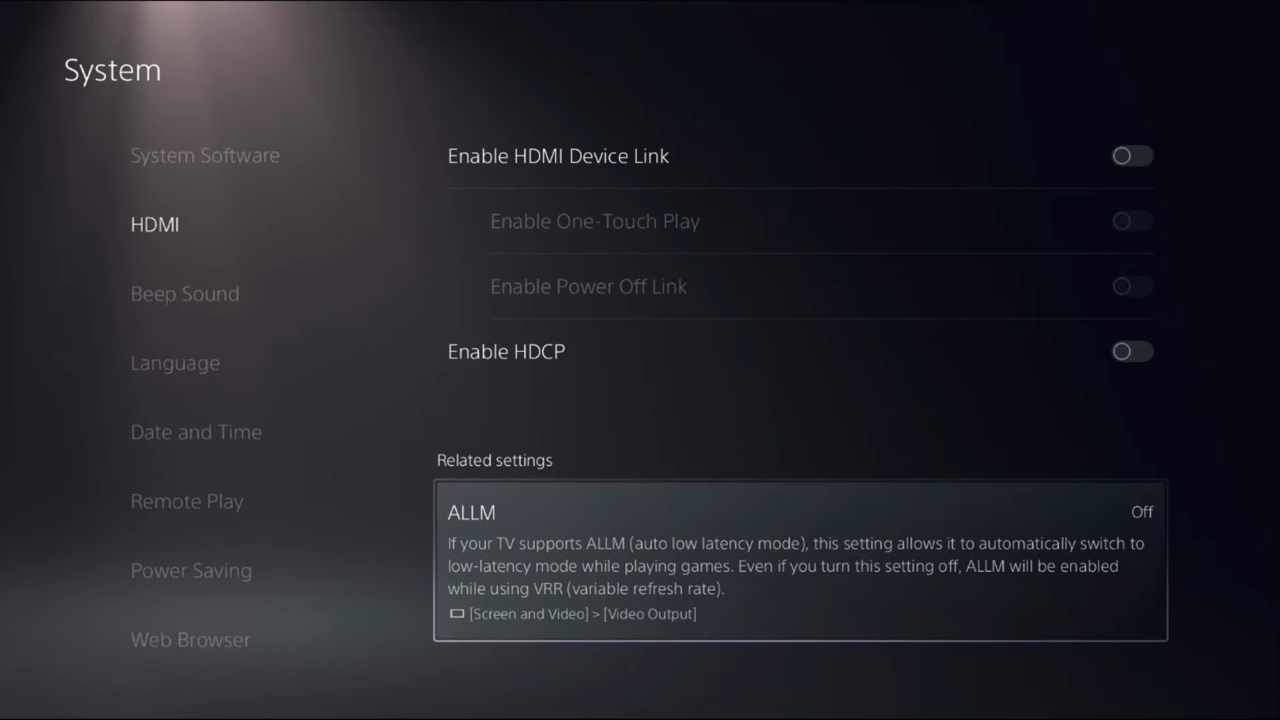 System
System Software
HDMI
Beep Sound
Language
Date and Time
Remote Play
Power Saving
Web Browser
Enable HDMI Device Link
Enable One-Touch Play
Enable Power Off Link
Enable HDCP
Related settings
ALLM Off
If your TV supports ALLM (auto low latency mode), this setting allows it to automatically switch to
low-latency mode while playing games. Even if you turn this setting off, ALLM will be enabled
while using VRR (variable refresh rate).
[Screen and Video] > [Video Output]